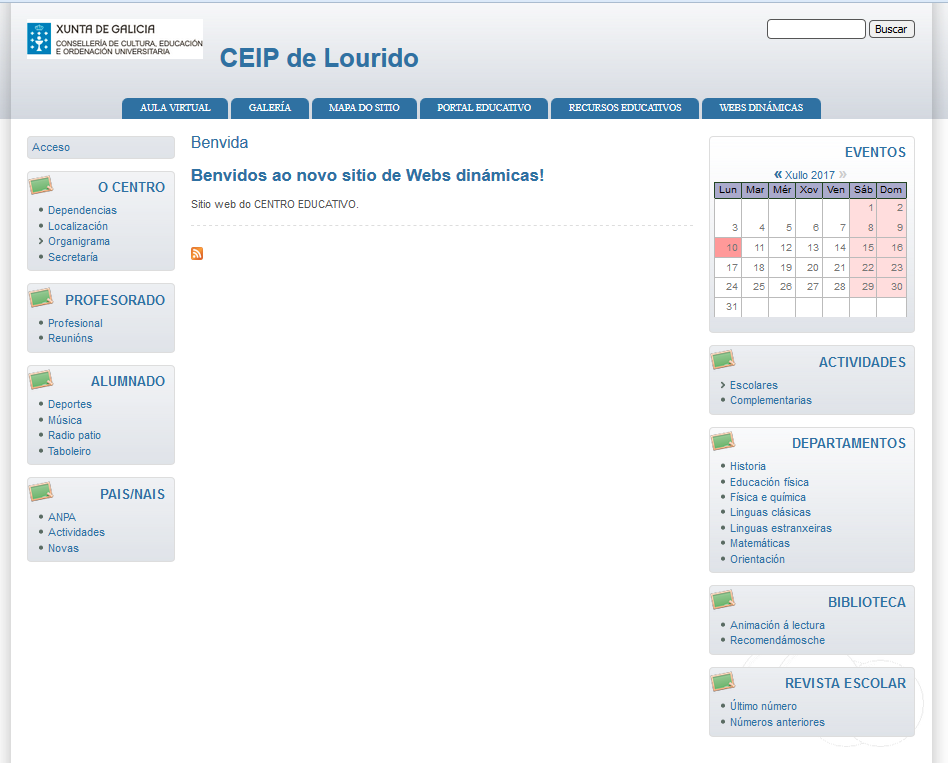 XUNTA DE GALICIA
CONSELLERÍA DE CULTURA, EDUCACIÓN
E ORDENACIÓN UNIVERSITARIA
CEIP de Lourido
Buscar
AULA VIRTUAL
GALERÍA
MAPA DO SITIO
PORTAL EDUCATIVO
RECURSOS EDUCATIVOS
WEBS DINÁMICAS
Acceso
O CENTRO
Dependencias
Localización
Organigrama
Secretaría
PROFESORADO
Profesional
Reunións
ALUMNADO
Deportes
Música
Radio patio
Taboleiro
PAIS/NAIS
ANPA
Actividades
Novas
Benvida
Benvidos ao novo sitio de Webs dinámicas!
Sitio web do CENTRO EDUCATIVO.
EVENTOS
« Xullo 2017 »
Lun Mar Mér Xov Ven Sáb Dom
1 2
3 4 5 6 7 8 9
10 11 12 13 14 15 16
17 18 19 20 21 22 23
24 25 26 27 28 29 30
31
ACTIVIDADES
Escolares
Complementarias
DEPARTAMENTOS
Historia
Educación física
Física e química
Linguas clásicas
Linguas estranxeiras
Matemáticas
Orientación
BIBLIOTECA
Animación á lectura
Recomendámosche
REVISTA ESCOLAR
Último número
Números anteriores